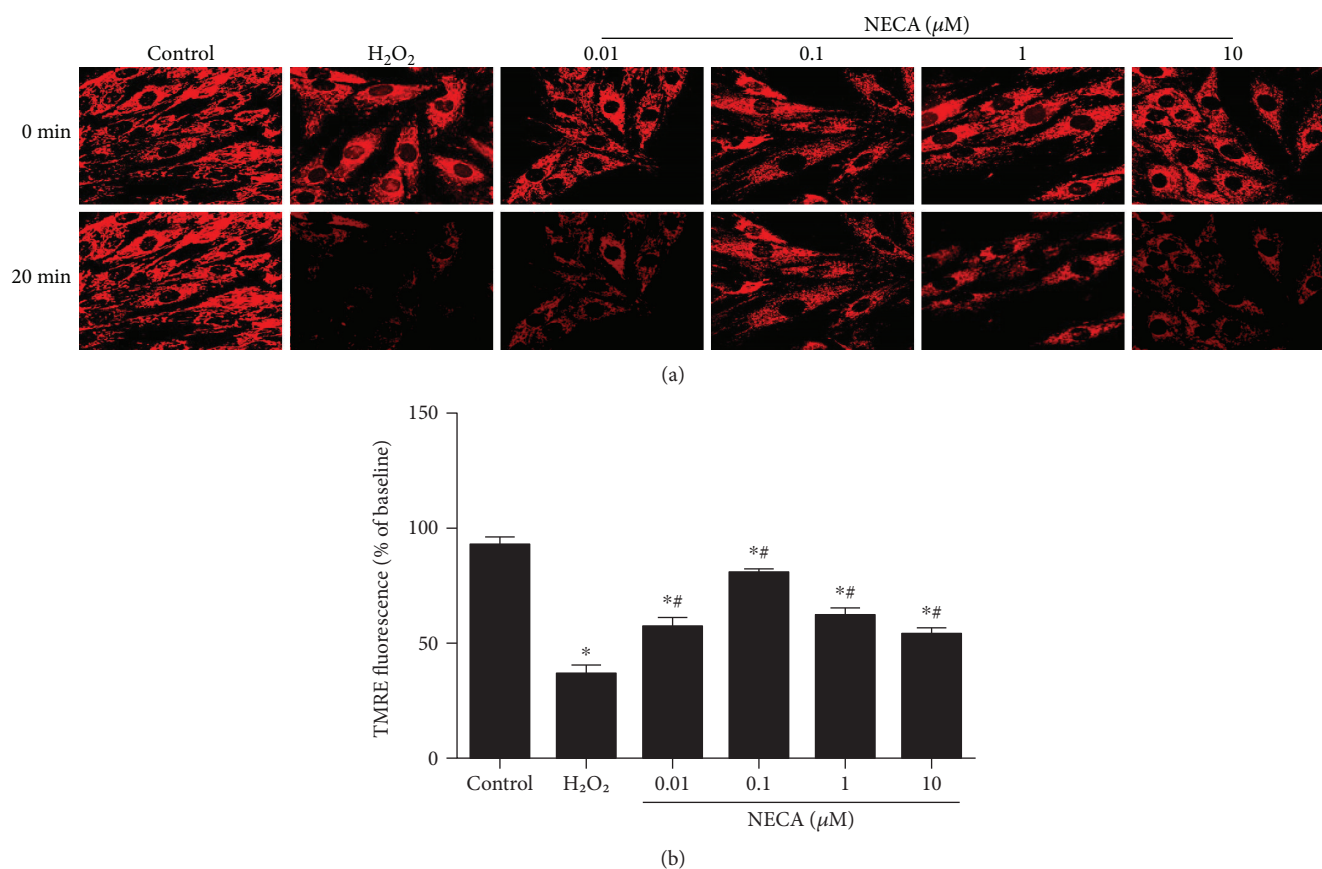 NECA (μM)
Control H₂O₂ 0.01 0.1 1 10
0 min
20 min
(a)
TMRE fluorescence (% of baseline)
150
100
50
0
*
*#
*#
*#
*#
Control H₂O₂ 0.01 0.1 1 10
NECA (μM)
(b)